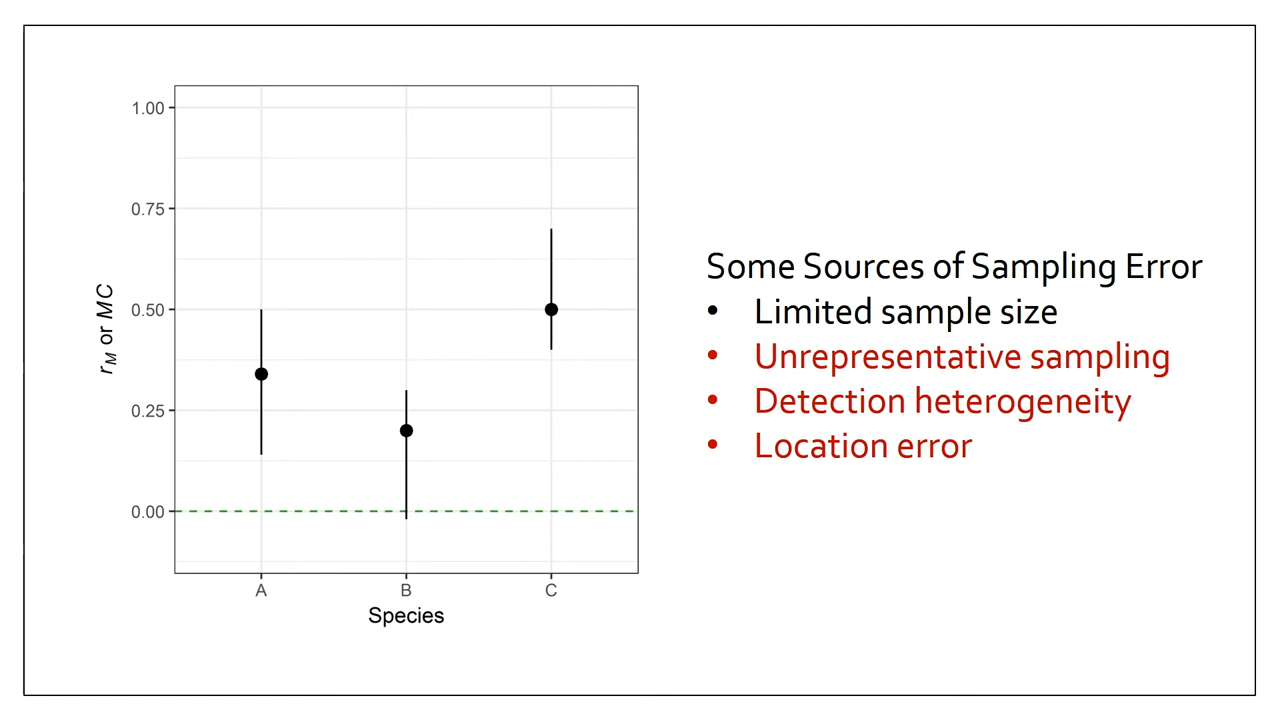 1.00
0.75
0.50
0.25
0.00
r_M or MC
A B C
Species
Some Sources of Sampling Error
• Limited sample size
• Unrepresentative sampling
• Detection heterogeneity
• Location error